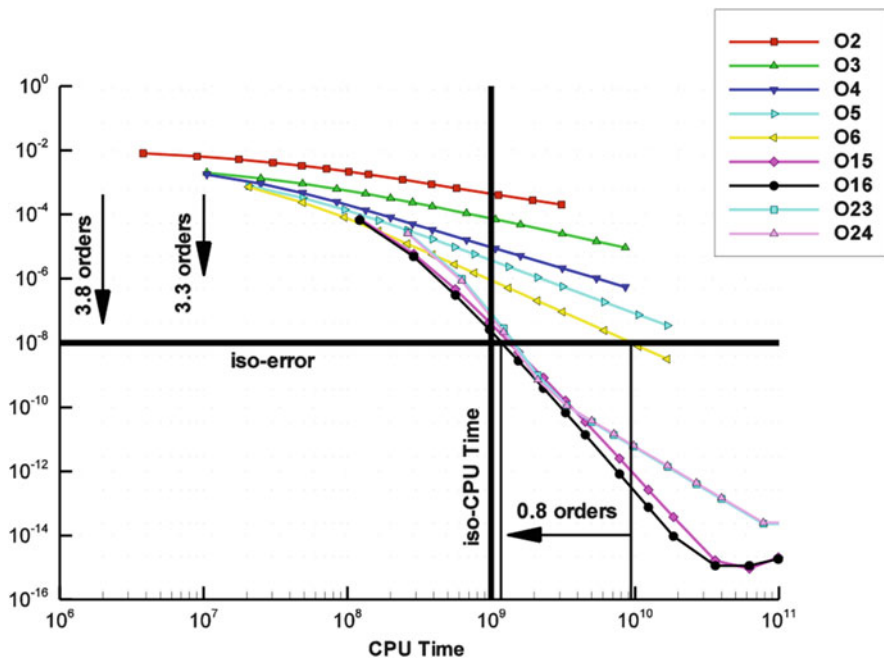 O2
O3
O4
O5
O6
O15
O16
O23
O24
10^0
10^-2
10^-4
10^-6
10^-8
10^-10
10^-12
10^-14
10^-16
3.8 orders
3.3 orders
iso-error
iso-CPU Time
0.8 orders
10^6
10^7
10^8
10^9
10^10
10^11
CPU Time